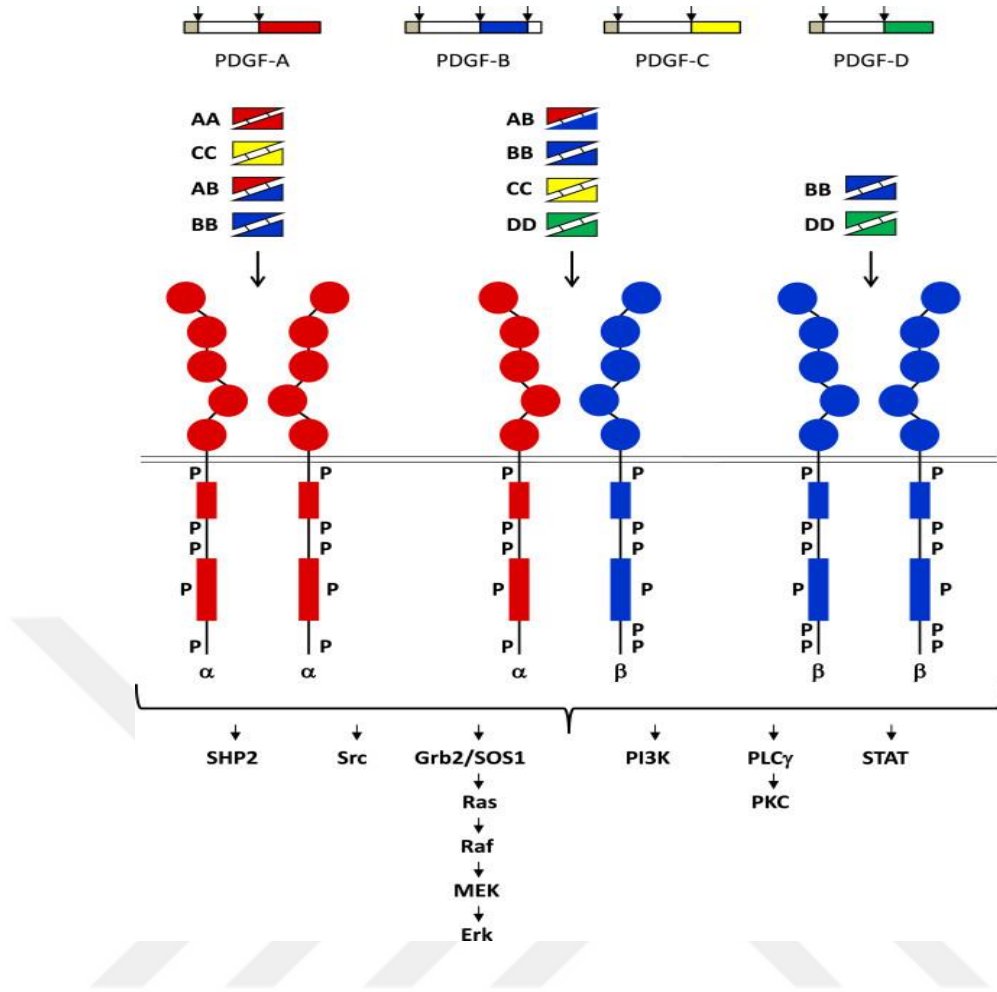 PDGF-A PDGF-B PDGF-C PDGF-D
AA AB
CC BB
AB CC BB
BB DD DD
P P P P P P
P P P P P P
P P P P P P
P P P P P P
P P P
P P P P P P
α α α β β β
SHP2 Src Grb2/SOS1 PI3K PLCγ STAT
Ras PKC
Raf
MEK
Erk